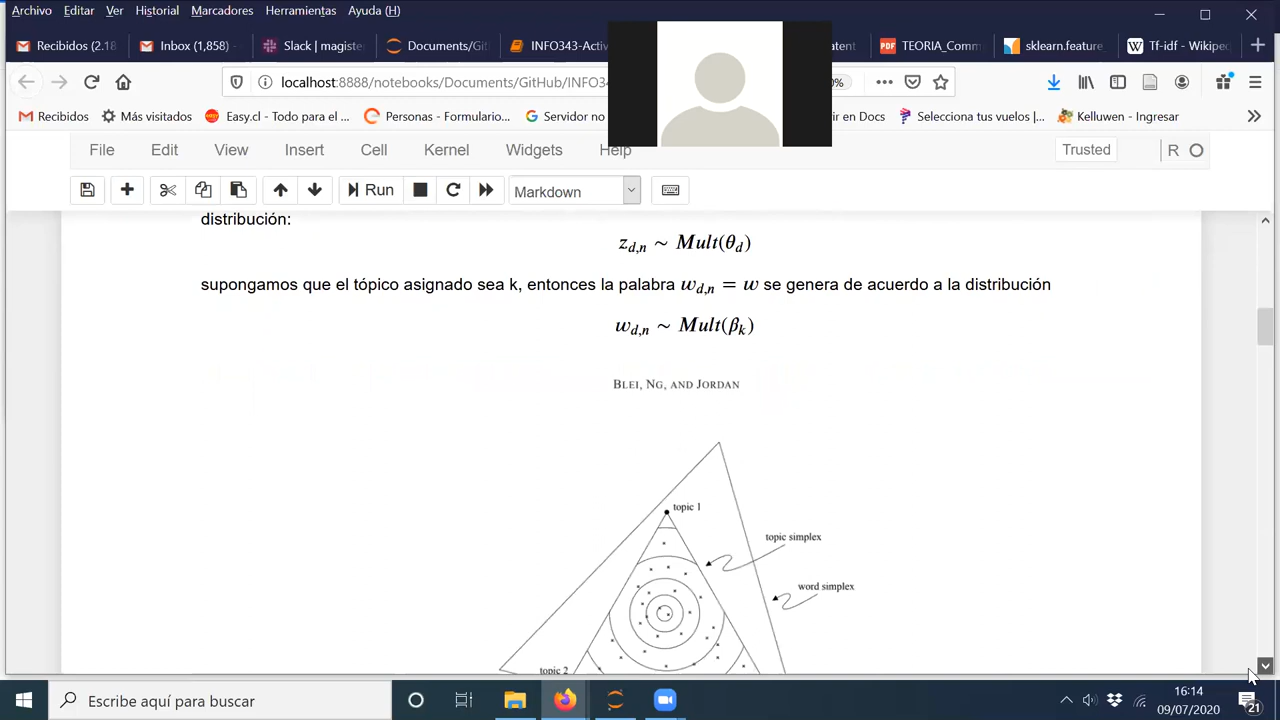 Archivo Editar Ver Historial Marcadores Herramientas Ayuda (H)
Recibidos (2.18 Inbox (1,858) - Slack | magiste Documents/Git INFO343-Activ atent TEORIA_Comm sklearn.feature Tf-idf - Wikipe
localhost:8888/notebooks/Documents/GitHub/INFO34 0%
Recibidos Más visitados Easy.cl - Todo para el ... Personas - Formulario... Servidor no ir en Docs Selecciona tus vuelos |... Kelluwen - Ingresar
File Edit View Insert Cell Kernel Widgets Help Trusted R
Run Markdown
distribución:
z_{d,n} ∼ Mult(θ_d)
supongamos que el tópico asignado sea k, entonces la palabra w_{d,n} = w se genera de acuerdo a la distribución
w_{d,n} ∼ Mult(β_k)
BLEI, NG, AND JORDAN
topic 1
topic simplex
word simplex
topic 2
Escribe aquí para buscar
16:14
09/07/2020
21